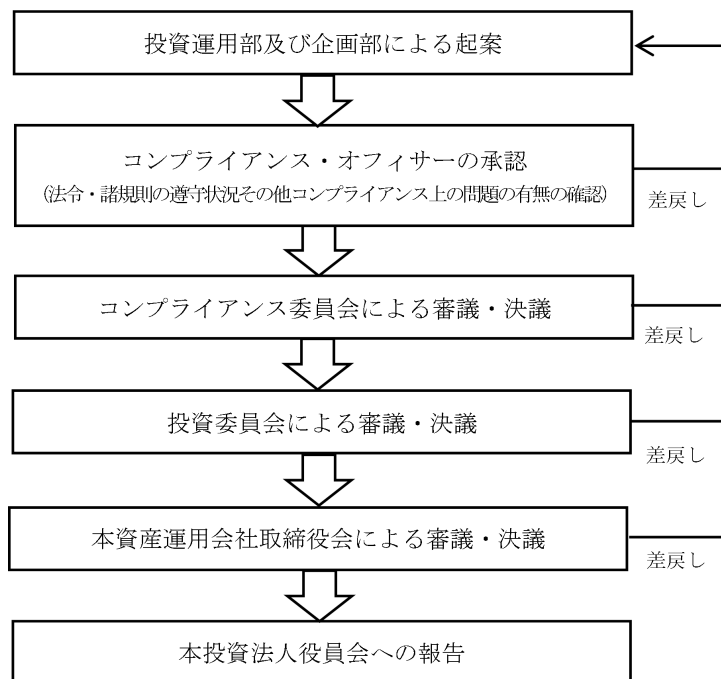 投資運用部及び企画部による起案
コンプライアンス・オフィサーの承認
(法令・諸規則の遵守状況その他コンプライアンス上の問題の有無の確認)
差戻し
コンプライアンス委員会による審議・決議
差戻し
投資委員会による審議・決議
差戻し
本資産運用会社取締役会による審議・決議
差戻し
本投資法人役員会への報告